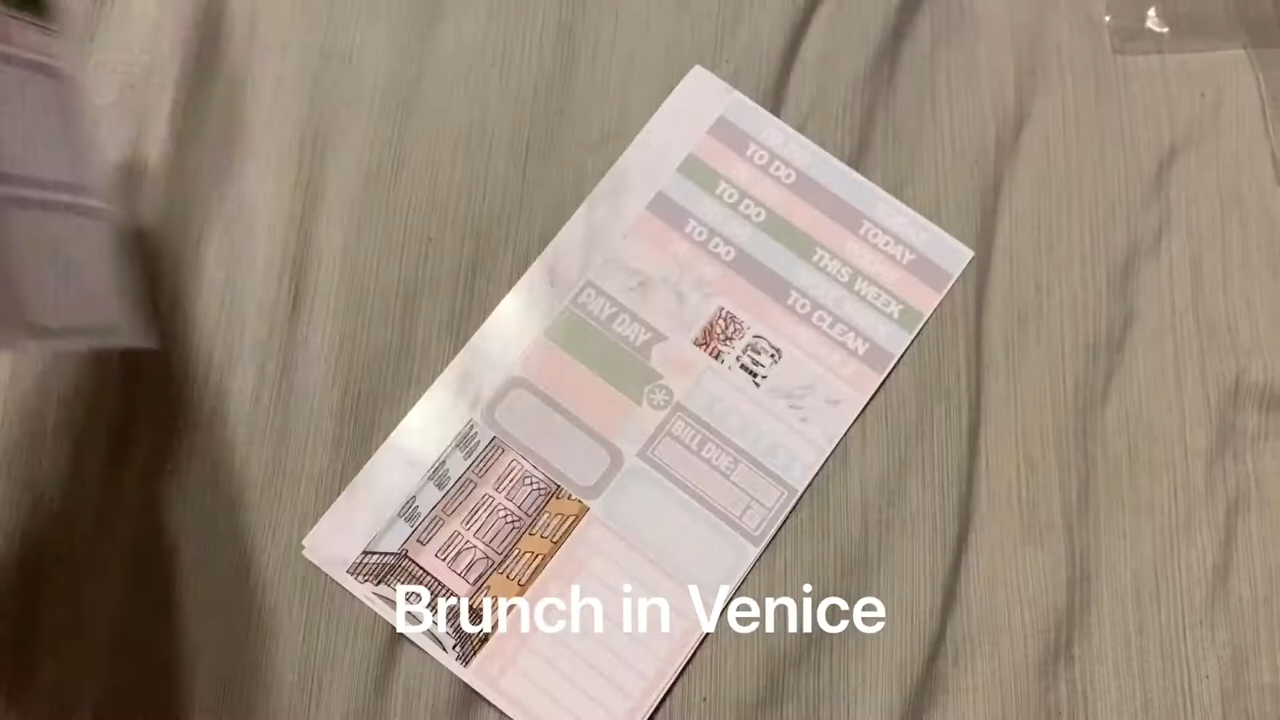 TO DO
TODAY
TO DO
THIS WEEK
TO DO
TO CLEAN
PAY DAY
BILL DUE:
Brunch in Venice